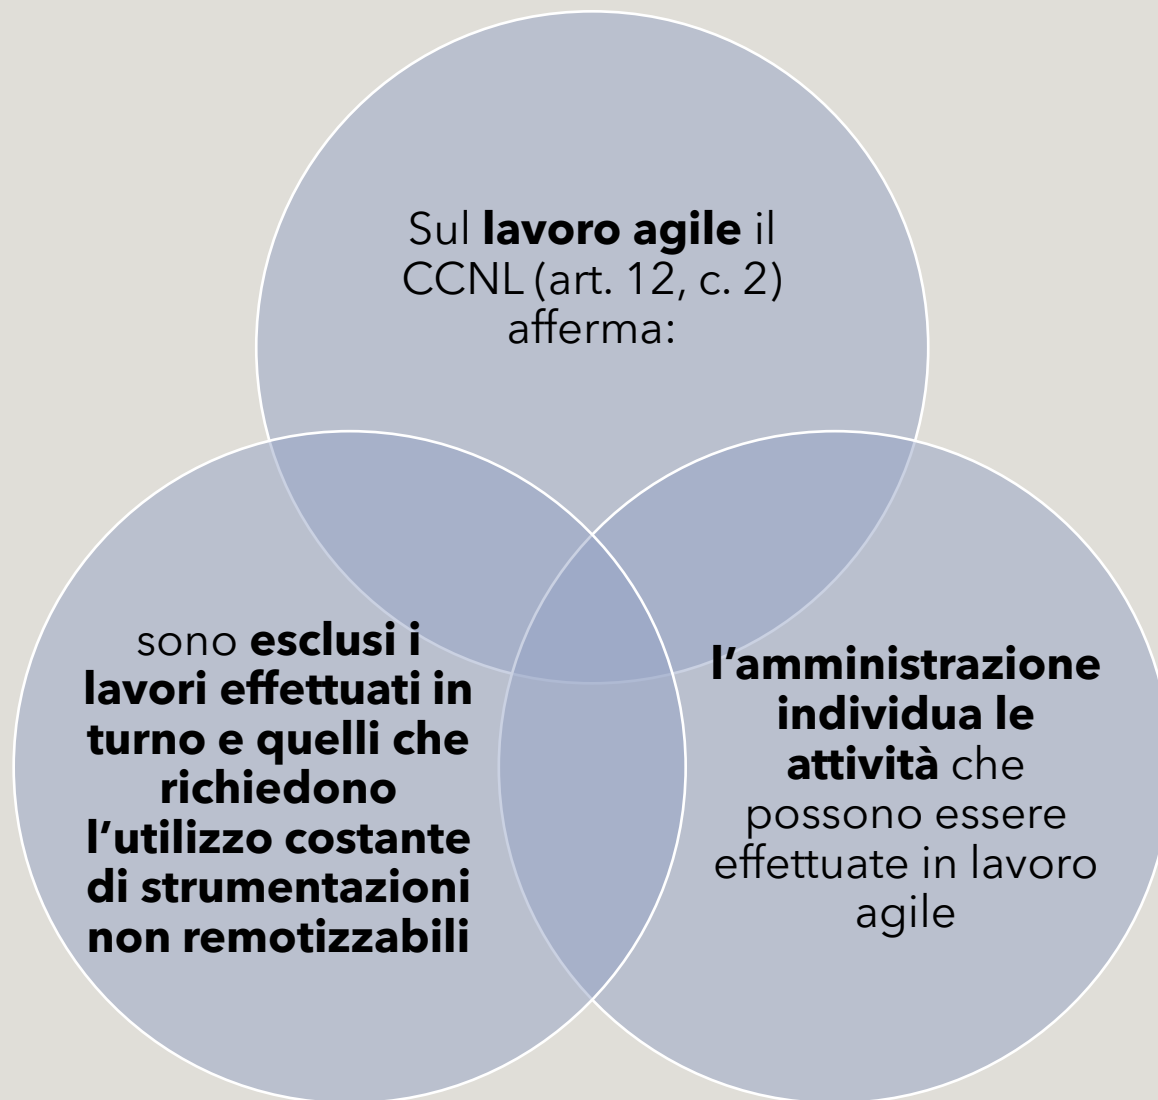 Sul lavoro agile il
CCNL (art. 12, c. 2)
afferma:
sono esclusi i
lavori effettuati in
turno e quelli che
richiedono
l’utilizzo costante
di strumentazioni
non remotizzabili
l’amministrazione
individua le
attività che
possono essere
effettuate in lavoro
agile